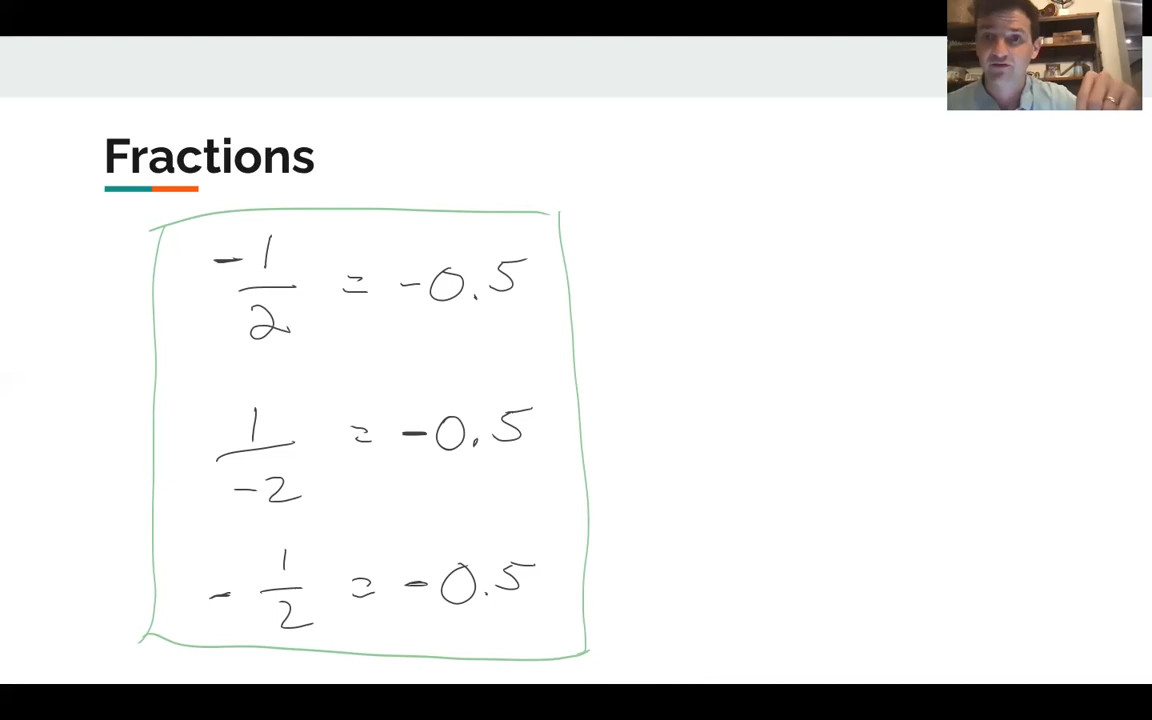 Fractions
-1/2 = -0.5
1/-2 = -0.5
- 1/2 = -0.5